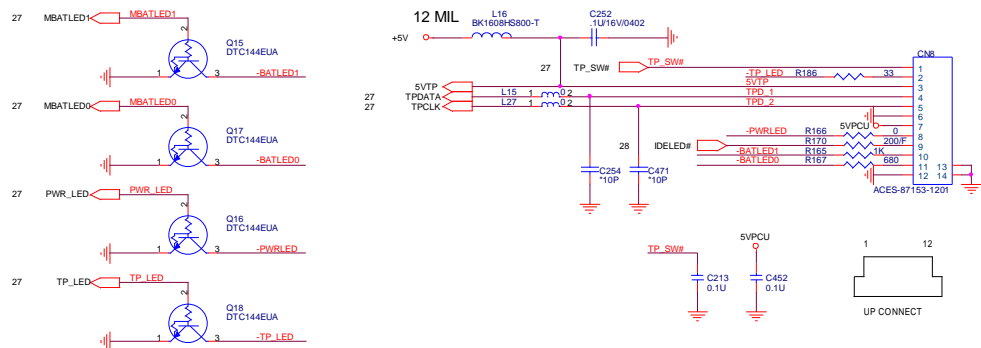 27 MBATLED1 MBATLED1
2
Q15
DTC144EUA
1 3 -BATLED1
27 MBATLED0 MBATLED0
2
Q17
DTC144EUA
1 3 -BATLED0
27 PWR_LED PWR_LED
2
Q16
DTC144EUA
1 3 -PWRLED
27 TP_LED TP_LED
2
Q18
DTC144EUA
1 3 -TP_LED
12 MIL
L16
BK1608HS800-T
+5V
C252
.1U/16V/0402
27 TP_SW# TP_SW#
CN8
-TP_LED R186 33
5VTP 5VTP
27 TPDATA L15 1 0 2 TPD_1
27 TPCLK L27 1 0 2 TPD_2
5VPCU
-PWRLED R166 0
28 IDELED# R170 200/F
-BATLED1 R165 1K
-BATLED0 R167 680
1
2
3
4
5
6
7
8
9
10
11 13
12 14
ACES-87153-1201
C254
*10P
C471
*10P
TP_SW#
C213
0.1U
5VPCU
C452
0.1U
1 12
UP CONNECT